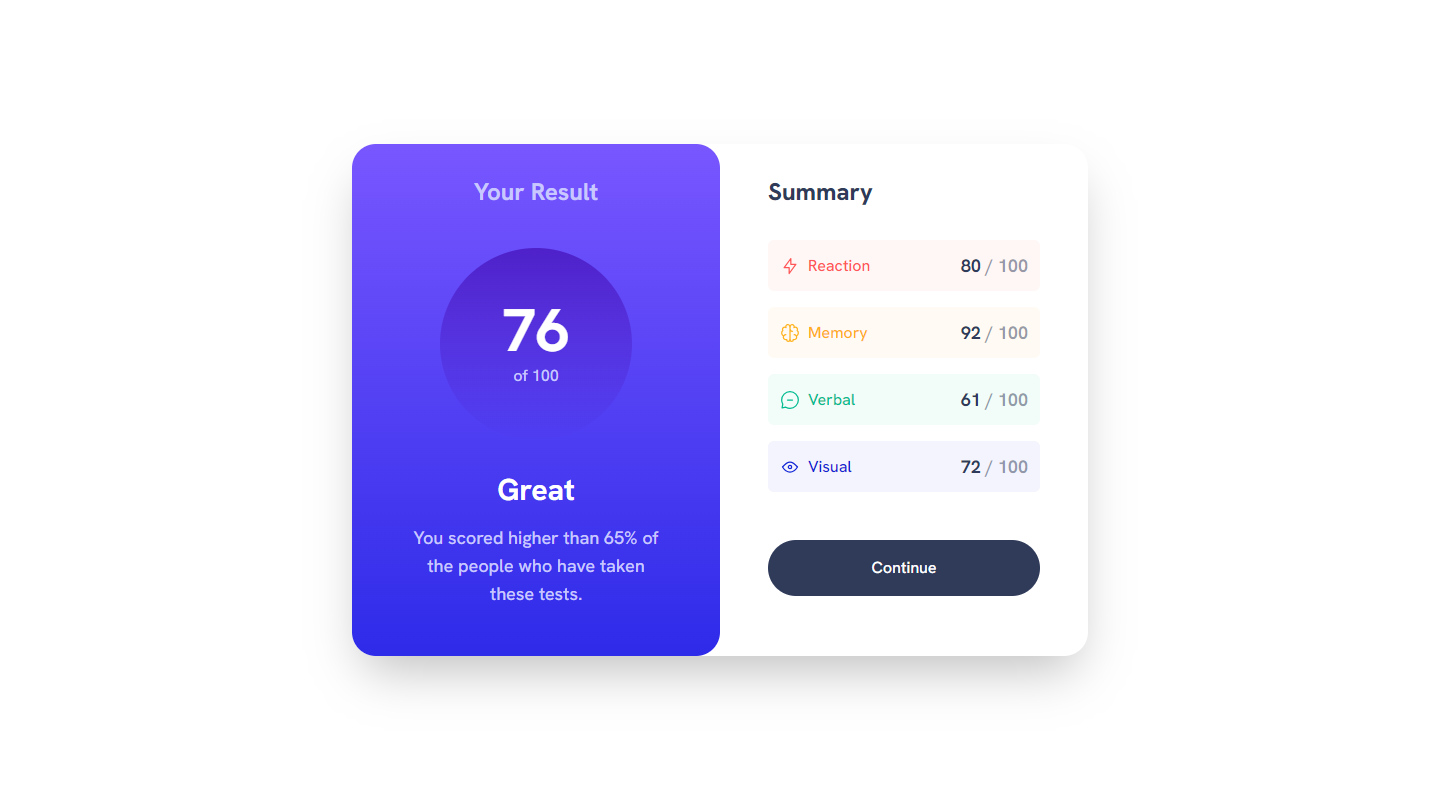 Your Result
76
of 100
Great
You scored higher than 65% of
the people who have taken
these tests.
Summary
Reaction 80 / 100
Memory 92 / 100
Verbal 61 / 100
Visual 72 / 100
Continue